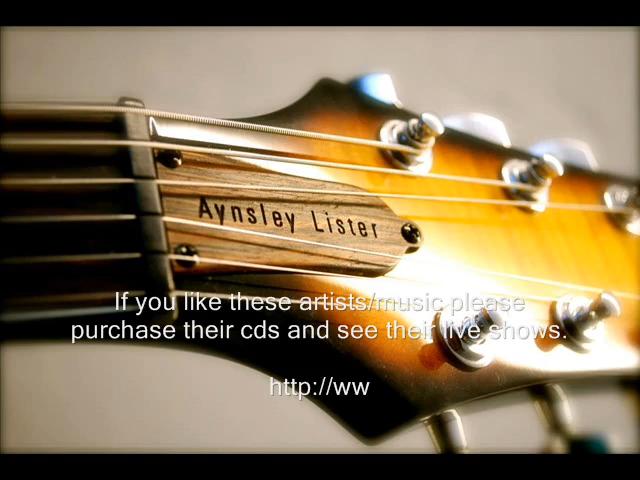 Aynsley Lister
If you like these artists/music please
purchase their cds and see their live shows.
http://ww